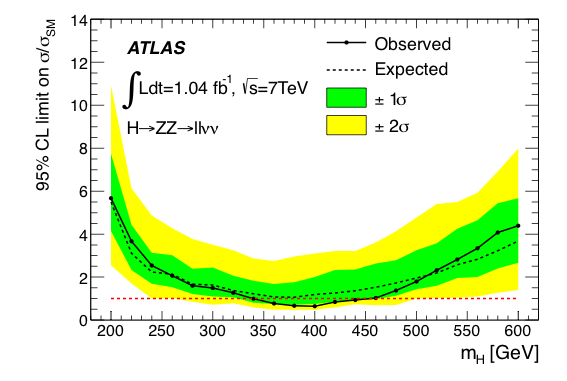 95% CL limit on σ/σSM
14
12
10
8
6
4
2
0
ATLAS
∫Ldt=1.04 fb-1, √s=7TeV
H→ZZ→llνν
Observed
Expected
± 1σ
± 2σ
200 250 300 350 400 450 500 550 600
mH [GeV]